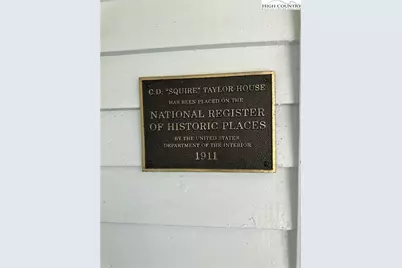 HIGH COUNTRY
C.D. "SQUIRE" TAYLOR HOUSE
HAS BEEN PLACED ON THE
NATIONAL REGISTER
OF HISTORIC PLACES
BY THE UNITED STATES
DEPARTMENT OF THE INTERIOR
1911